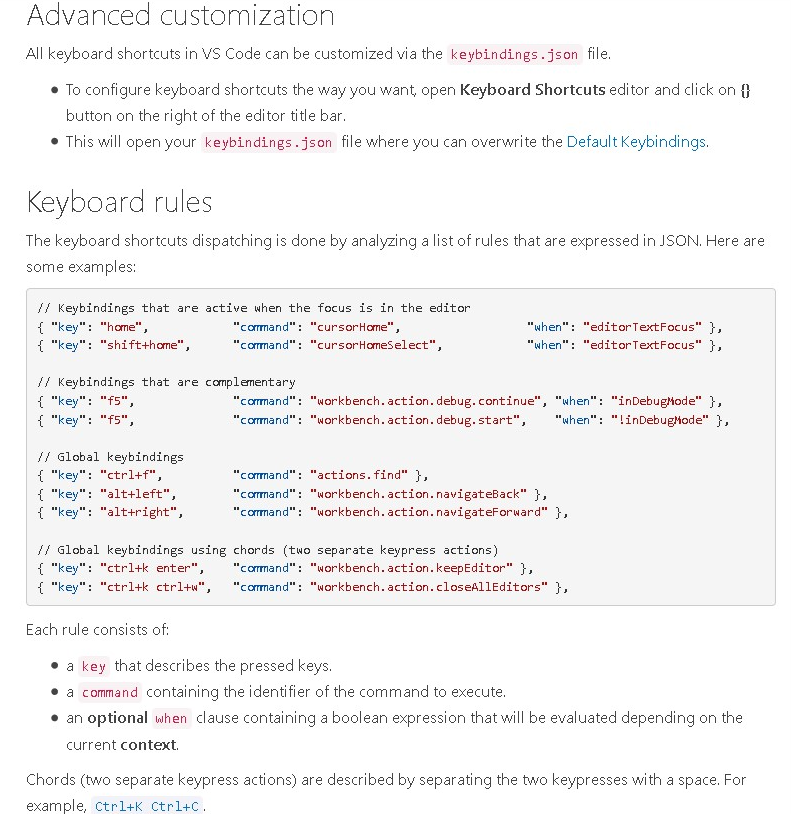 Advanced customization
All keyboard shortcuts in VS Code can be customized via the keybindings.json file.
• To configure keyboard shortcuts the way you want, open Keyboard Shortcuts editor and click on {}
button on the right of the editor title bar.
• This will open your keybindings.json file where you can overwrite the Default Keybindings.
Keyboard rules
The keyboard shortcuts dispatching is done by analyzing a list of rules that are expressed in JSON. Here are
some examples:
// Keybindings that are active when the focus is in the editor
{ "key": "home",            "command": "cursorHome",                  "when": "editorTextFocus" },
{ "key": "shift+home",      "command": "cursorHomeSelect",            "when": "editorTextFocus" },
// Keybindings that are complementary
{ "key": "f5",              "command": "workbench.action.debug.continue", "when": "inDebugMode" },
{ "key": "f5",              "command": "workbench.action.debug.start",    "when": "!inDebugMode" },
// Global keybindings
{ "key": "ctrl+f",          "command": "actions.find" },
{ "key": "alt+left",        "command": "workbench.action.navigateBack" },
{ "key": "alt+right",       "command": "workbench.action.navigateForward" },
// Global keybindings using chords (two separate keypress actions)
{ "key": "ctrl+k enter",    "command": "workbench.action.keepEditor" },
{ "key": "ctrl+k ctrl+w",   "command": "workbench.action.closeAllEditors" },
Each rule consists of:
• a key that describes the pressed keys.
• a command containing the identifier of the command to execute.
• an optional when clause containing a boolean expression that will be evaluated depending on the
current context.
Chords (two separate keypress actions) are described by separating the two keypresses with a space. For
example, Ctrl+K Ctrl+C.